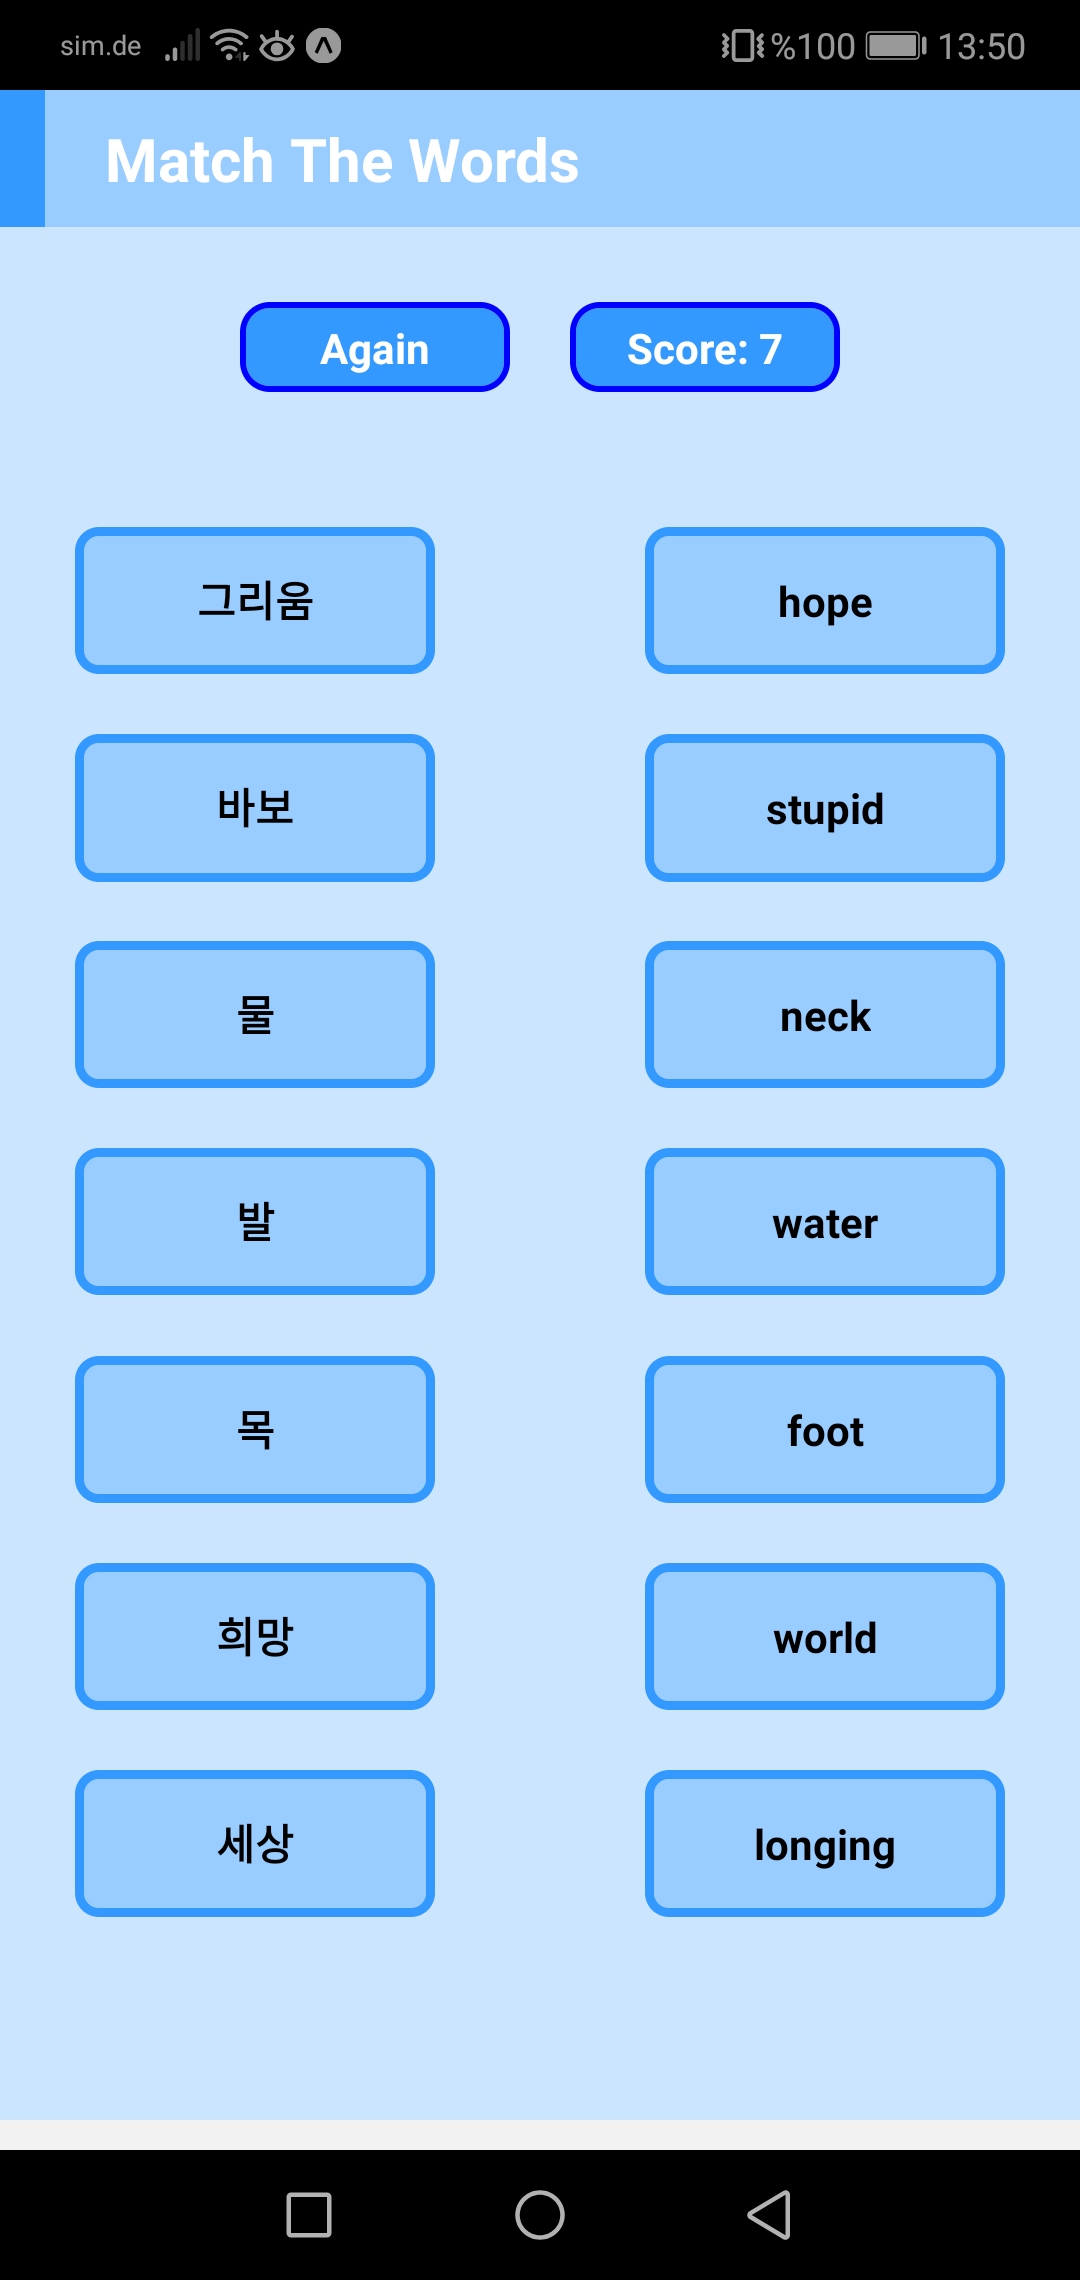 sim.de %100 13:50
Match The Words
Again Score: 7
그리움 hope
바보 stupid
물 neck
발 water
목 foot
희망 world
세상 longing